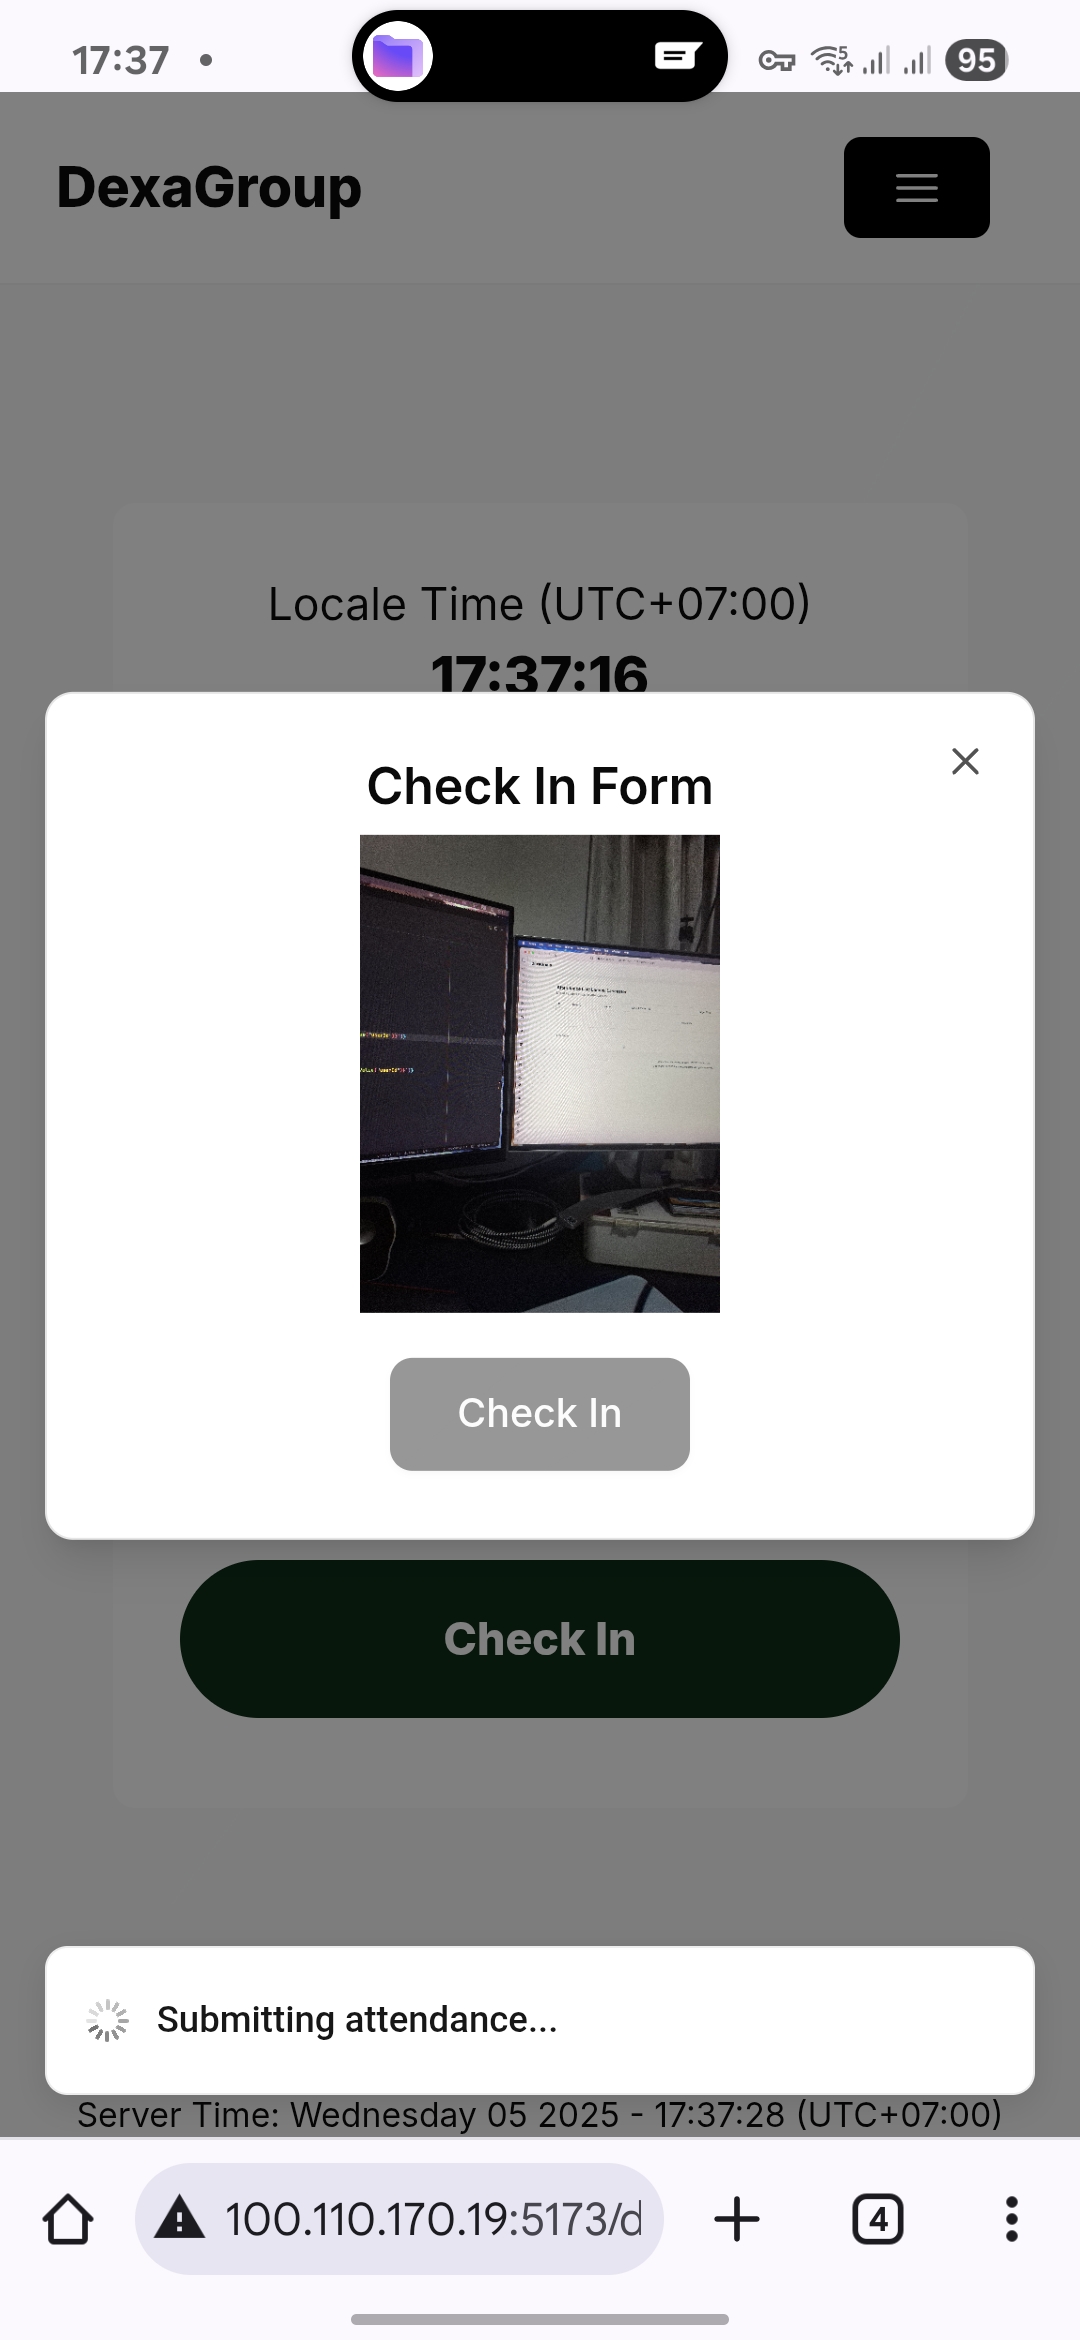 17:37
95
DexaGroup
Locale Time (UTC+07:00)
17:37:16
Check In Form
Check In
Check In
Submitting attendance...
Server Time: Wednesday 05 2025 - 17:37:28 (UTC+07:00)
100.110.170.19:5173/d
4